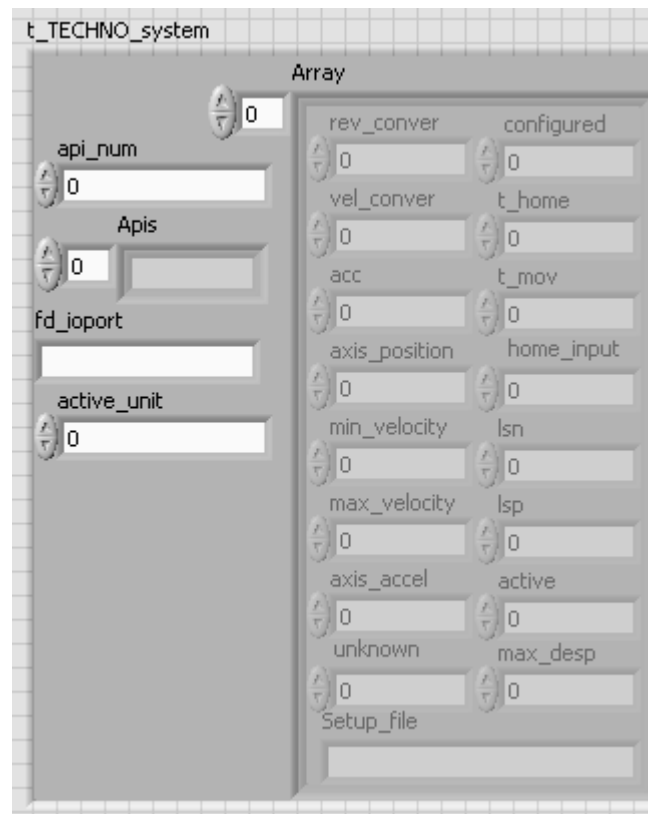 t_TECHNO_system
Array
0
api_num
0
Apis
0
fd_ioport
active_unit
0
rev_conver configured
0 0
vel_conver t_home
0 0
acc t_mov
0 0
axis_position home_input
0 0
min_velocity lsn
0 0
max_velocity lsp
0 0
axis_accel active
0 0
unknown max_desp
0 0
Setup_file